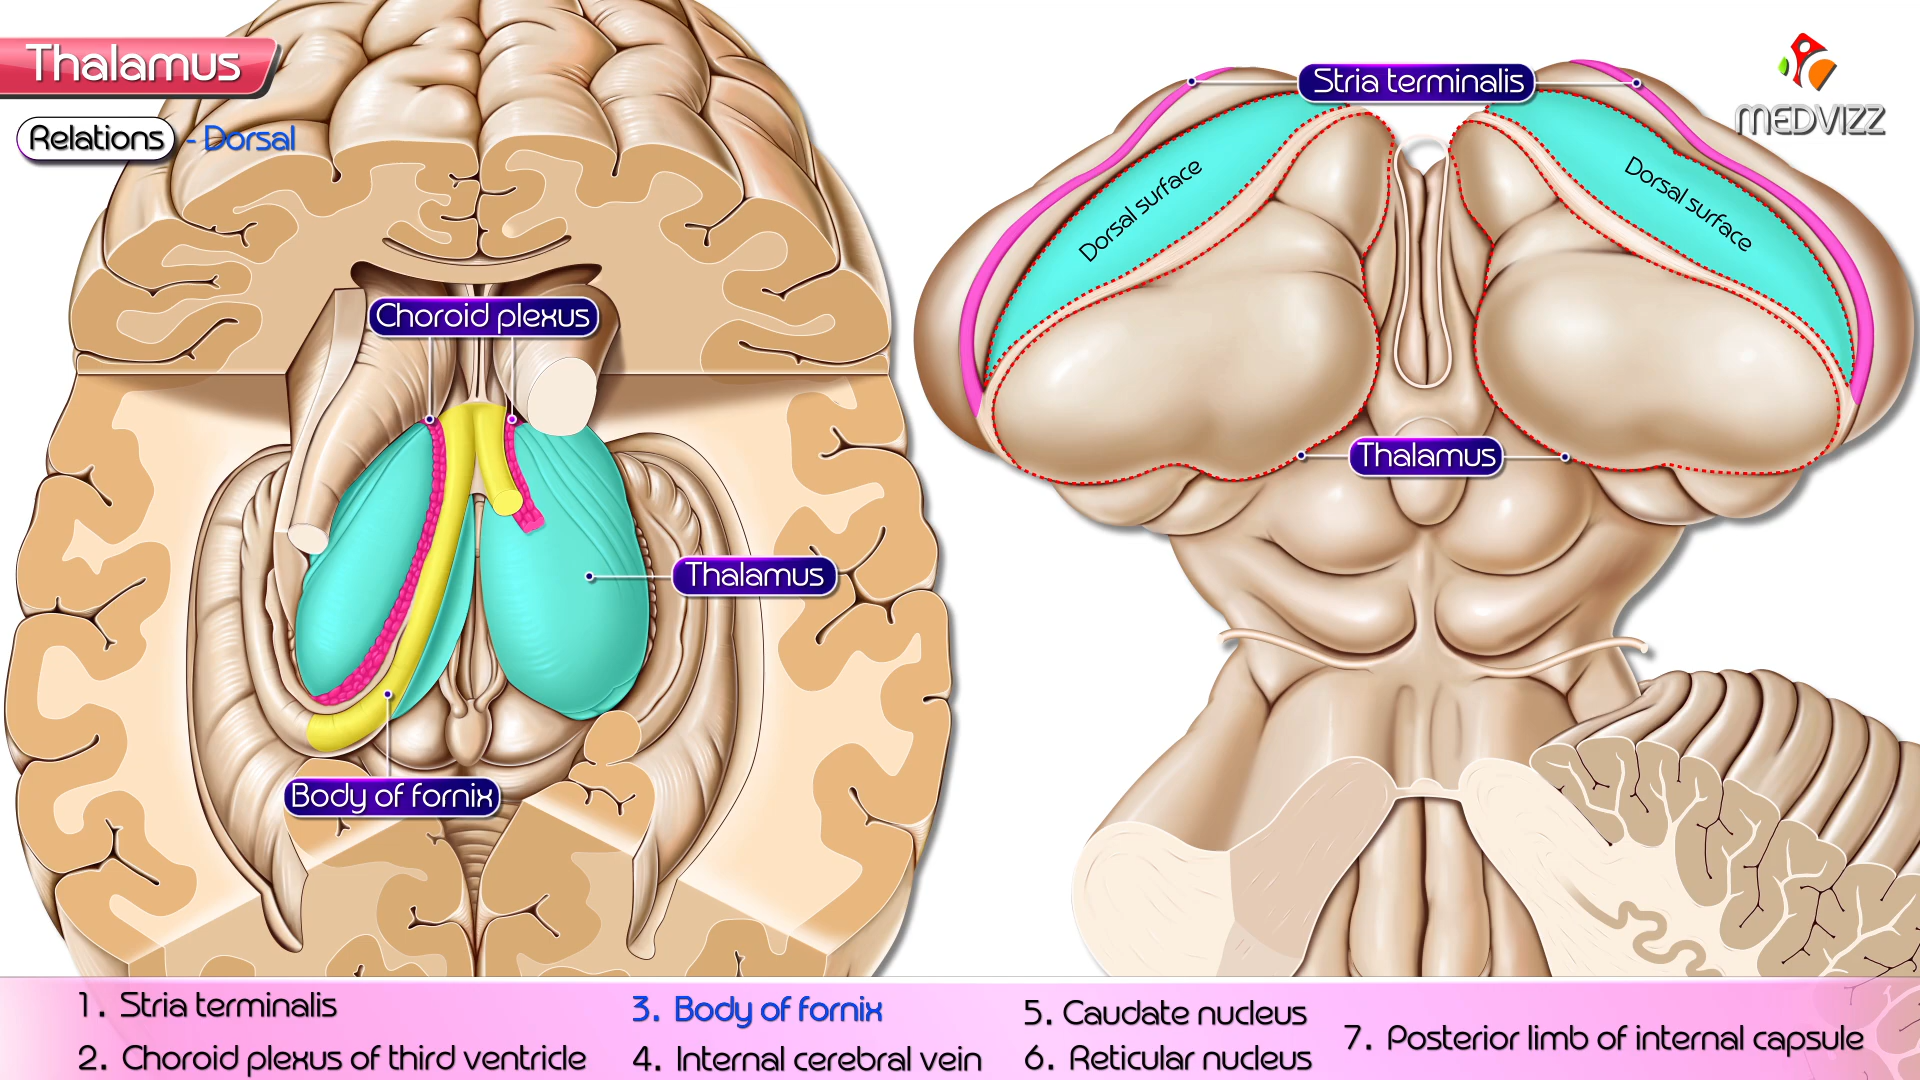 Thalamus
Relations - Dorsal
Stria terminalis
MEDVIZZ
Dorsal surface
Dorsal surface
Choroid plexus
Thalamus
Thalamus
Body of fornix
1. Stria terminalis
2. Choroid plexus of third ventricle
3. Body of fornix
4. Internal cerebral vein
5. Caudate nucleus
6. Reticular nucleus
7. Posterior limb of internal capsule